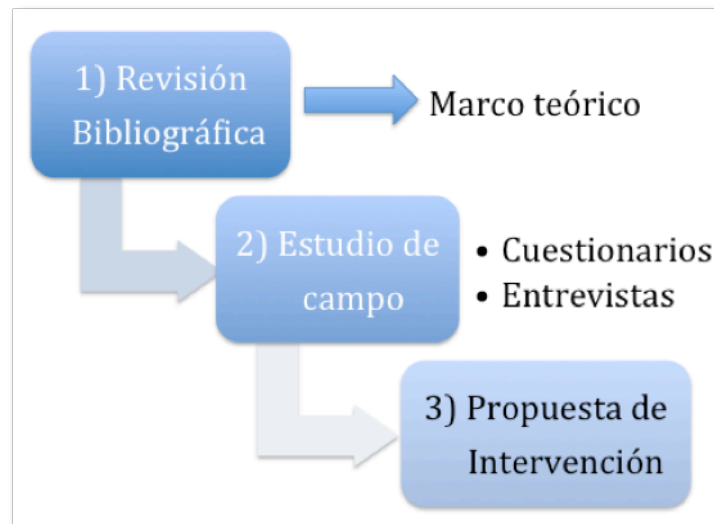 1) Revisión
Bibliográfica
Marco teórico
2) Estudio de
campo
• Cuestionarios
• Entrevistas
3) Propuesta de
Intervención